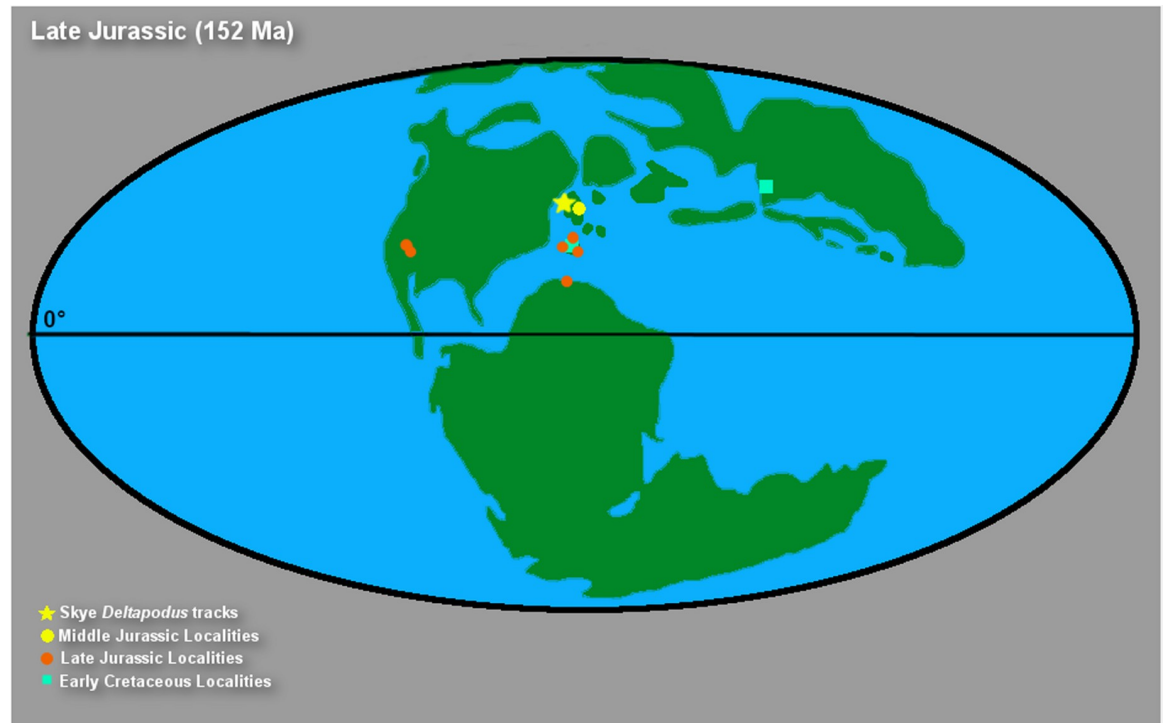 Late Jurassic (152 Ma)
0°
Skye Deltapodus tracks
Middle Jurassic Localities
Late Jurassic Localities
Early Cretaceous Localities